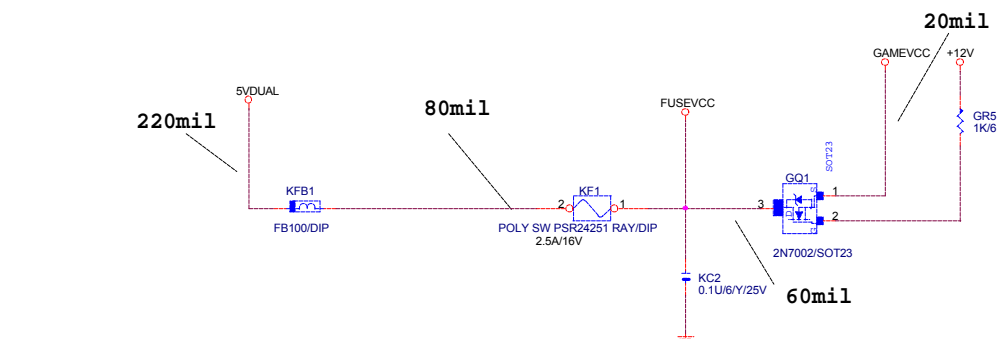 20mil
GAMEVCC +12V
5VDUAL
80mil
FUSEVCC
220mil
GR5
1K/6
SOT23
KFB1
KF1
GQ1
1
2
1
3
2
D
S
G
FB100/DIP
POLY SW PSR24251 RAY/DIP
2.5A/16V
2N7002/SOT23
KC2
0.1U/6/Y/25V
60mil